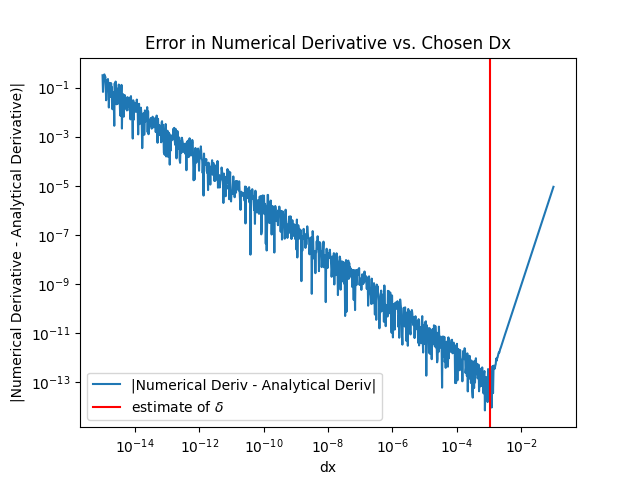 Error in Numerical Derivative vs. Chosen Dx
|Numerical Derivative - Analytical Derivative)|
10⁻¹
10⁻³
10⁻⁵
10⁻⁷
10⁻⁹
10⁻¹¹
10⁻¹³
|Numerical Deriv - Analytical Deriv|
estimate of δ
10⁻¹⁴ 10⁻¹² 10⁻¹⁰ 10⁻⁸ 10⁻⁶ 10⁻⁴ 10⁻²
dx